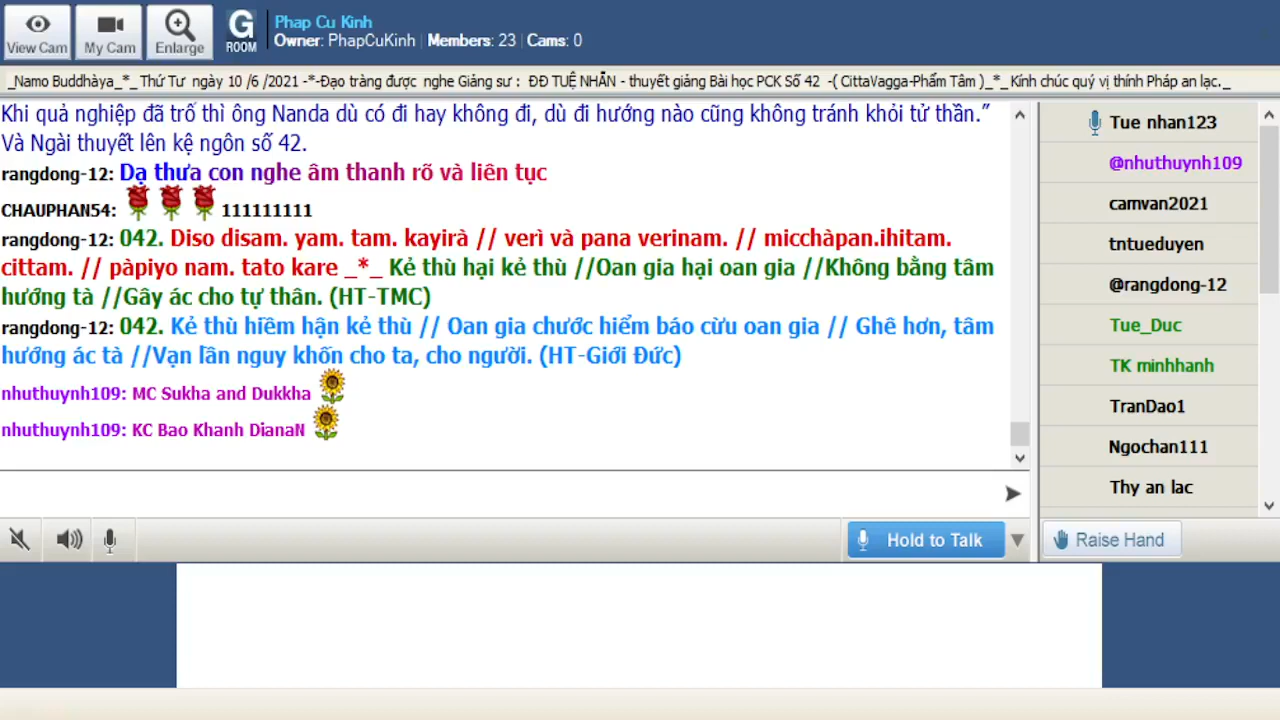 View Cam
My Cam
Enlarge
G
ROOM
Phap Cu Kinh
Owner: PhapCuKinh | Members: 23 | Cams: 0
_Namo Buddhàya_*_ Thứ Tư ngày 10 /6 /2021 -*-Đạo tràng được nghe Giảng sư : ĐĐ TUỆ NHẪN - thuyết giảng Bài học PCK Số 42 -( CittaVagga-Phẩm Tâm )_*_ Kính chúc quý vị thính Pháp an lạc._
Khi quả nghiệp đã trổ thì ông Nanda dù có đi hay không đi, dù đi hướng nào cũng không tránh khỏi tử thần.”
Và Ngài thuyết lên kệ ngôn số 42.
rangdong-12: Dạ thưa con nghe âm thanh rõ và liên tục
CHAUPHAN54: 111111111
rangdong-12: 042. Diso disam. yam. tam. kayirà // verì và pana verinam. // micchàpan.ihitam.
cittam. // pàpiyo nam. tato kare _*_ Kẻ thù hại kẻ thù //Oan gia hại oan gia //Không bằng tâm
hướng tà //Gây ác cho tự thân. (HT-TMC)
rangdong-12: 042. Kẻ thù hiềm hận kẻ thù // Oan gia chước hiểm báo cừu oan gia // Ghê hơn, tâm
hướng ác tà //Vạn lần nguy khốn cho ta, cho người. (HT-Giới Đức)
nhuthuynh109: MC Sukha and Dukkha
nhuthuynh109: KC Bao Khanh DianaN
Hold to Talk
Tue nhan123
@nhuthuynh109
camvan2021
tntueduyen
@rangdong-12
Tue_Duc
TK minhhanh
TranDao1
Ngochan111
Thy an lac
Raise Hand